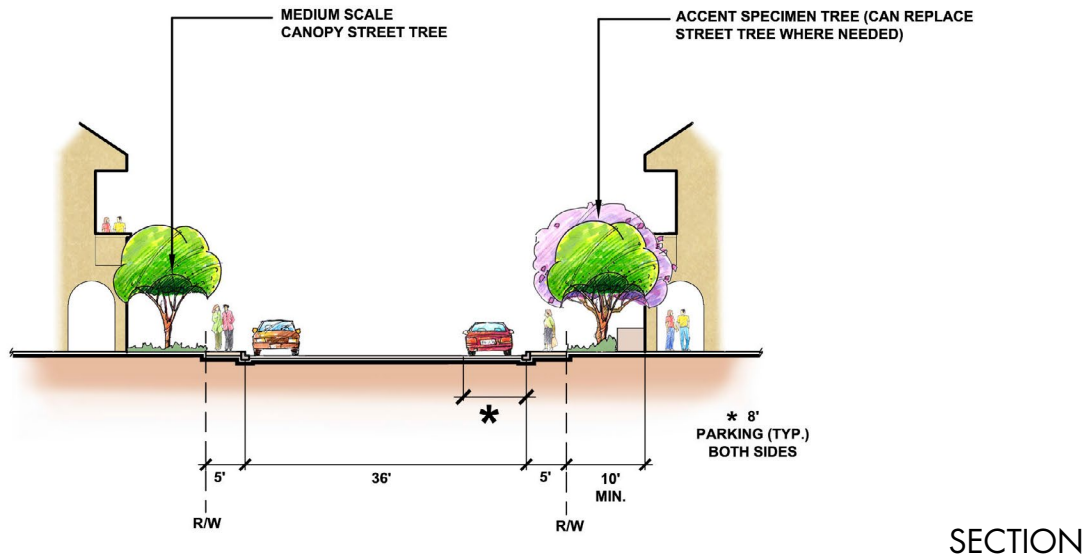 MEDIUM SCALE
CANOPY STREET TREE
ACCENT SPECIMEN TREE (CAN REPLACE
STREET TREE WHERE NEEDED)
*
* 8'
PARKING (TYP.)
BOTH SIDES
5'
36'
5'
10'
MIN.
R/W
R/W
SECTION